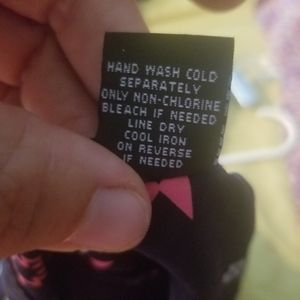 HAND WASH COLD
SEPARATELY
ONLY NON-CHLORINE
BLEACH IF NEEDED
LINE DRY
COOL IRON
ON REVERSE
IF NEEDED